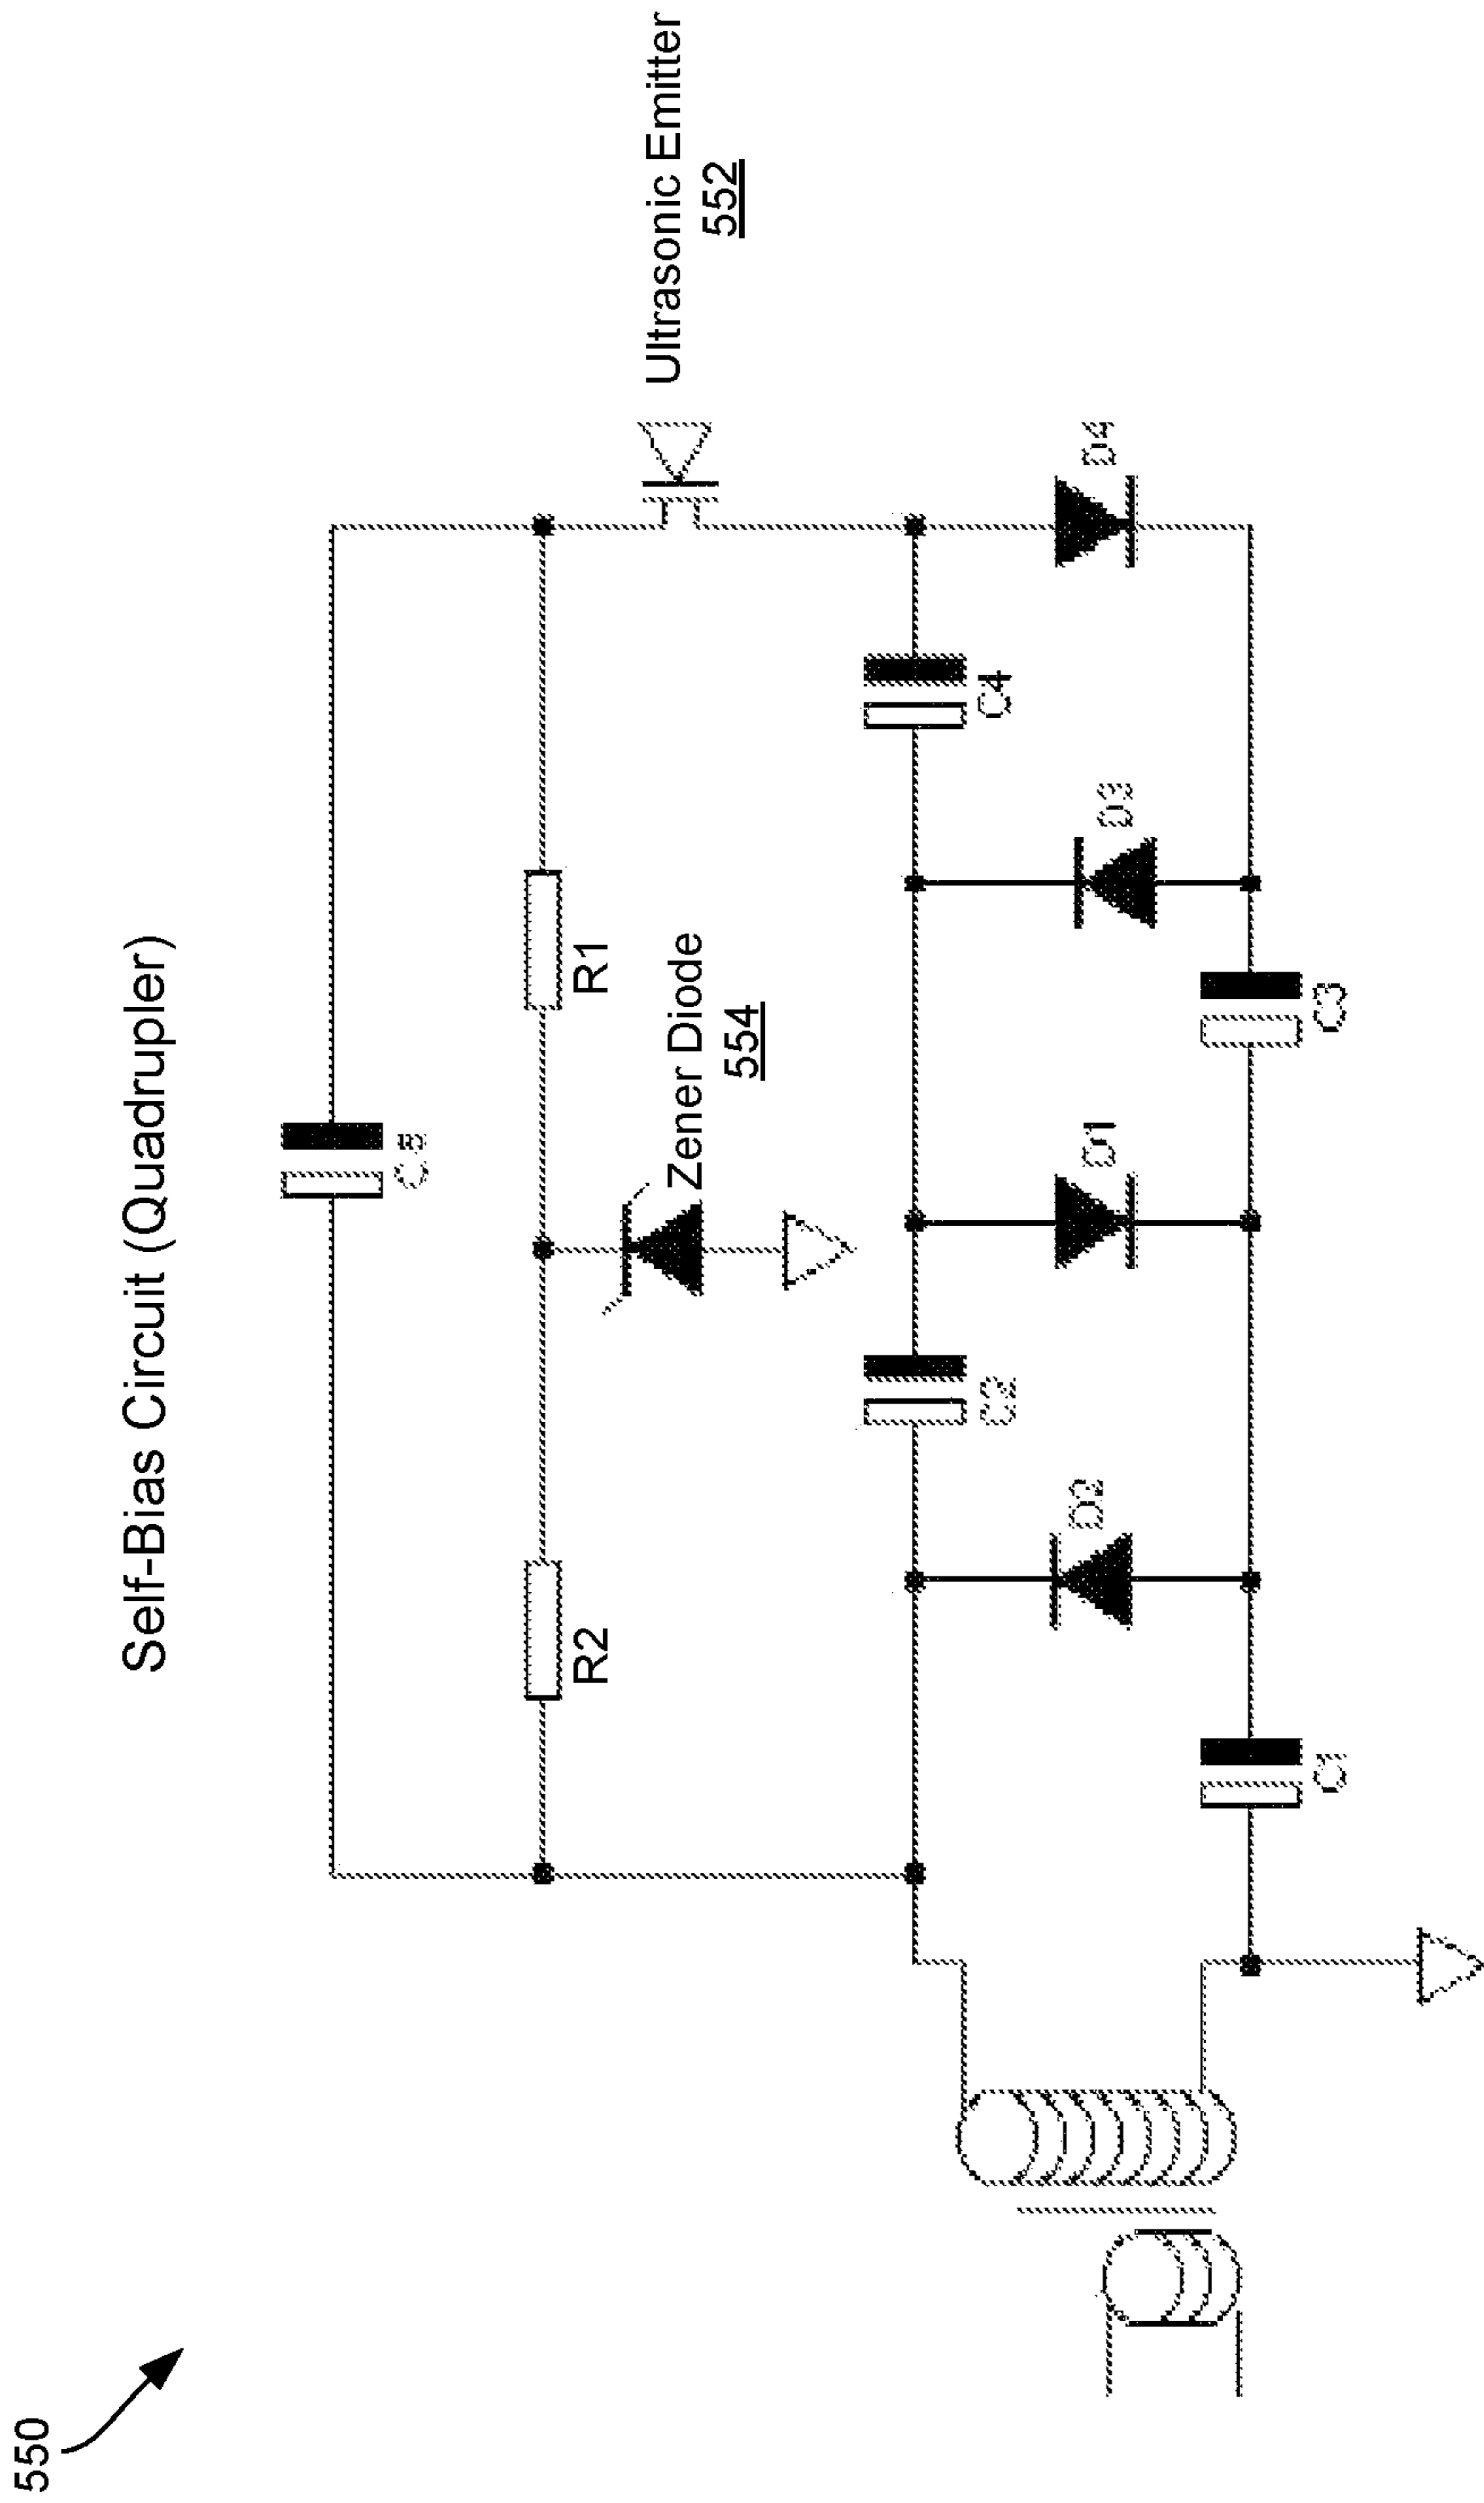 550
Self-Bias Circuit (Quadrupler)
CB
R2
R1
Zener Diode
554
Ultrasonic Emitter
552
C2
C4
D2
D1
D3
D4
C1
C3